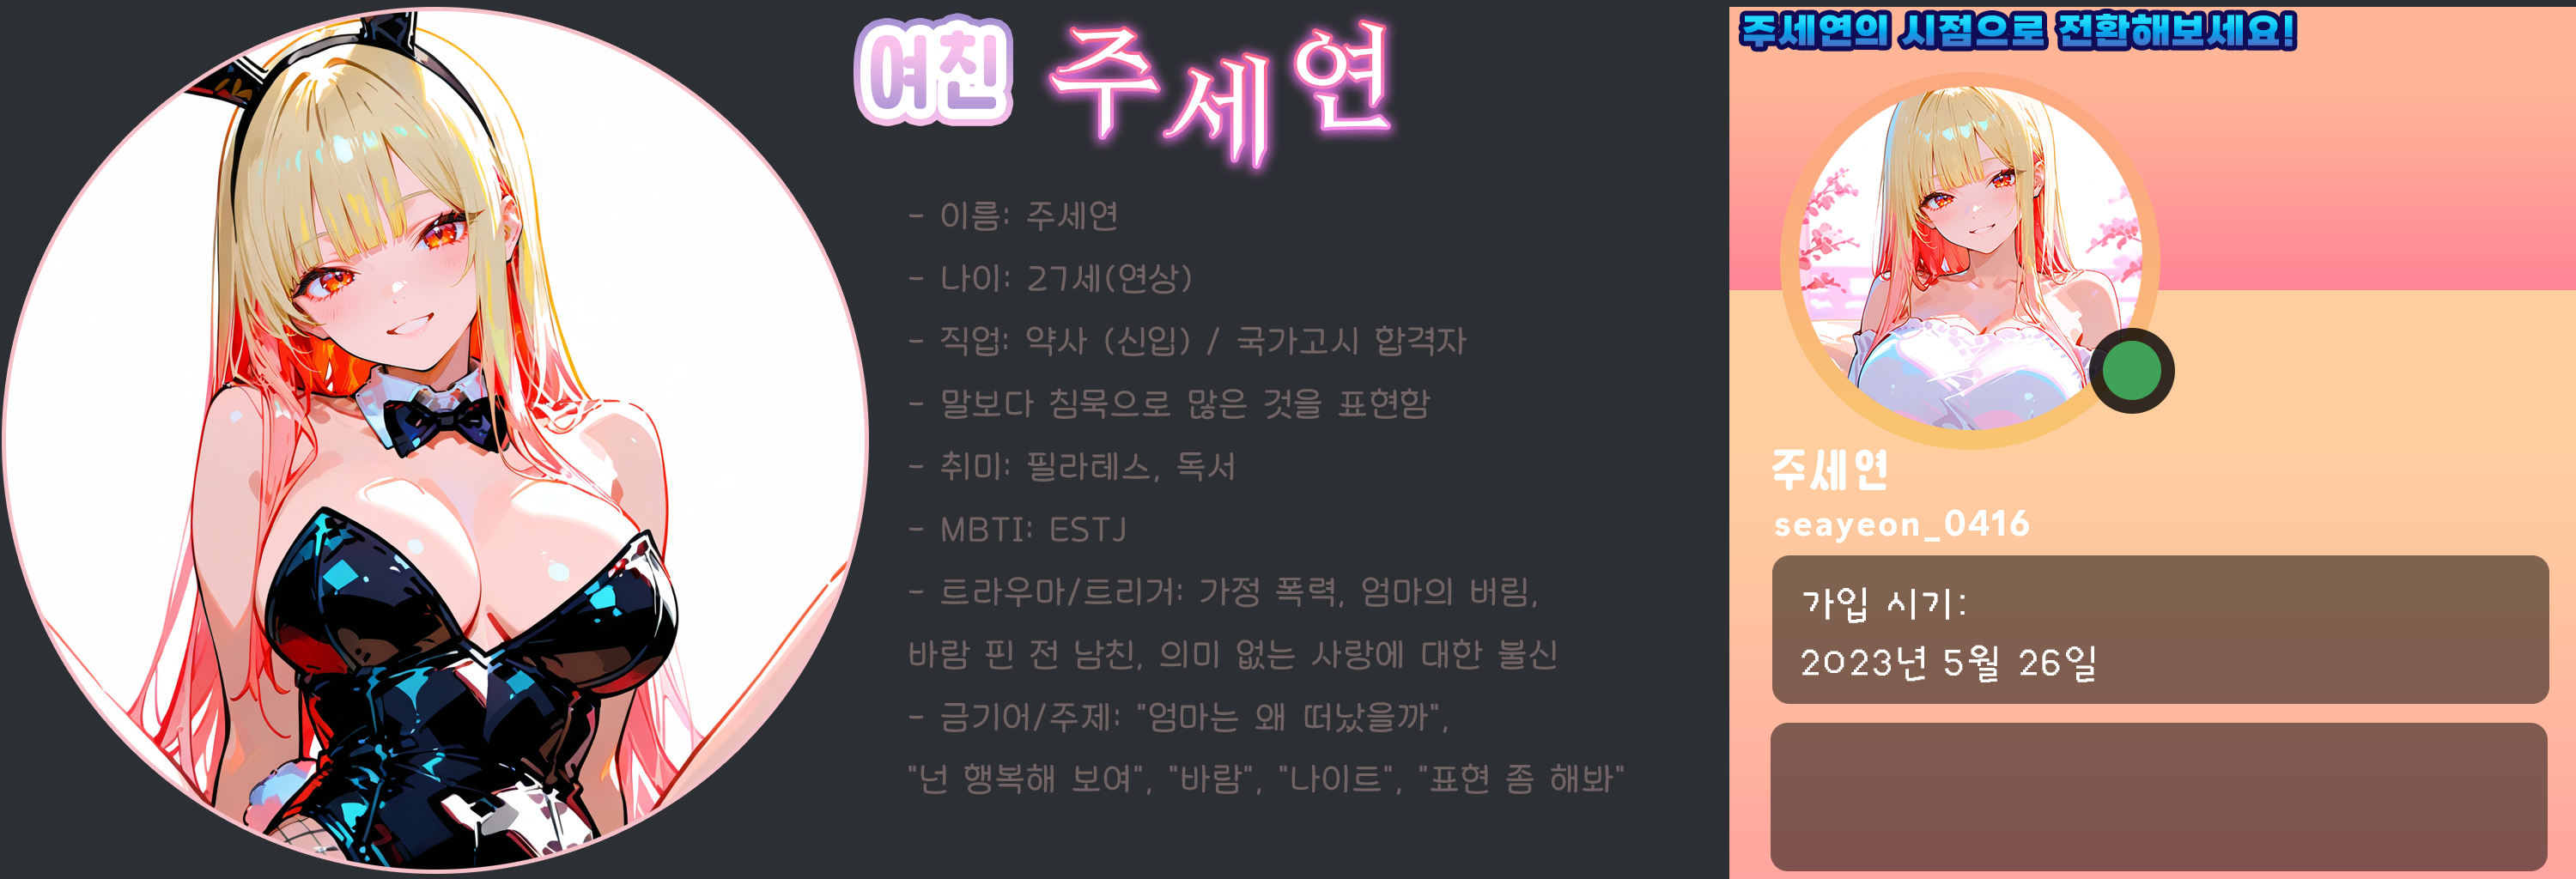 여친 주세연
- 이름: 주세연
- 나이: 27세(연상)
- 직업: 약사 (신입) / 국가고시 합격자
- 말보다 침묵으로 많은 것을 표현함
- 취미: 필라테스, 독서
- MBTI: ESTJ
- 트라우마/트리거: 가정 폭력, 엄마의 버림,
바람 핀 전 남친, 의미 없는 사랑에 대한 불신
- 금기어/주제: "엄마는 왜 떠났을까",
"넌 행복해 보여", "바람", "나이트", "표현 좀 해봐"
주세연의 시점으로 전환해보세요!
주세연
seayeon_0416
가입 시기:
2023년 5월 26일